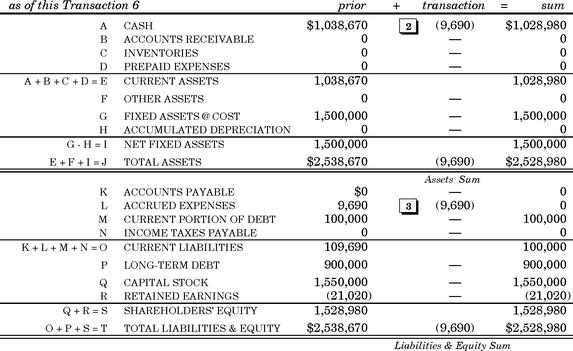 as of this Transaction 6 prior + transaction = sum
A CASH $1,038,670 2 (9,690) $1,028,980
B ACCOUNTS RECEIVABLE 0 — 0
C INVENTORIES 0 — 0
D PREPAID EXPENSES 0 — 0
A + B + C + D = E CURRENT ASSETS 1,038,670 1,028,980
F OTHER ASSETS 0 — 0
G FIXED ASSETS @ COST 1,500,000 — 1,500,000
H ACCUMULATED DEPRECIATION 0 — 0
G - H = I NET FIXED ASSETS 1,500,000 1,500,000
E + F + I = J TOTAL ASSETS $2,538,670 (9,690) $2,528,980
Assets Sum
K ACCOUNTS PAYABLE $0 — 0
L ACCRUED EXPENSES 9,690 3 (9,690) 0
M CURRENT PORTION OF DEBT 100,000 — 100,000
N INCOME TAXES PAYABLE 0 — 0
K + L + M + N = O CURRENT LIABILITIES 109,690 100,000
P LONG-TERM DEBT 900,000 — 900,000
Q CAPITAL STOCK 1,550,000 — 1,550,000
R RETAINED EARNINGS (21,020) — (21,020)
Q + R = S SHAREHOLDERS' EQUITY 1,528,980 1,528,980
O + P + S = T TOTAL LIABILITIES & EQUITY $2,538,670 (9,690) $2,528,980
Liabilities & Equity Sum